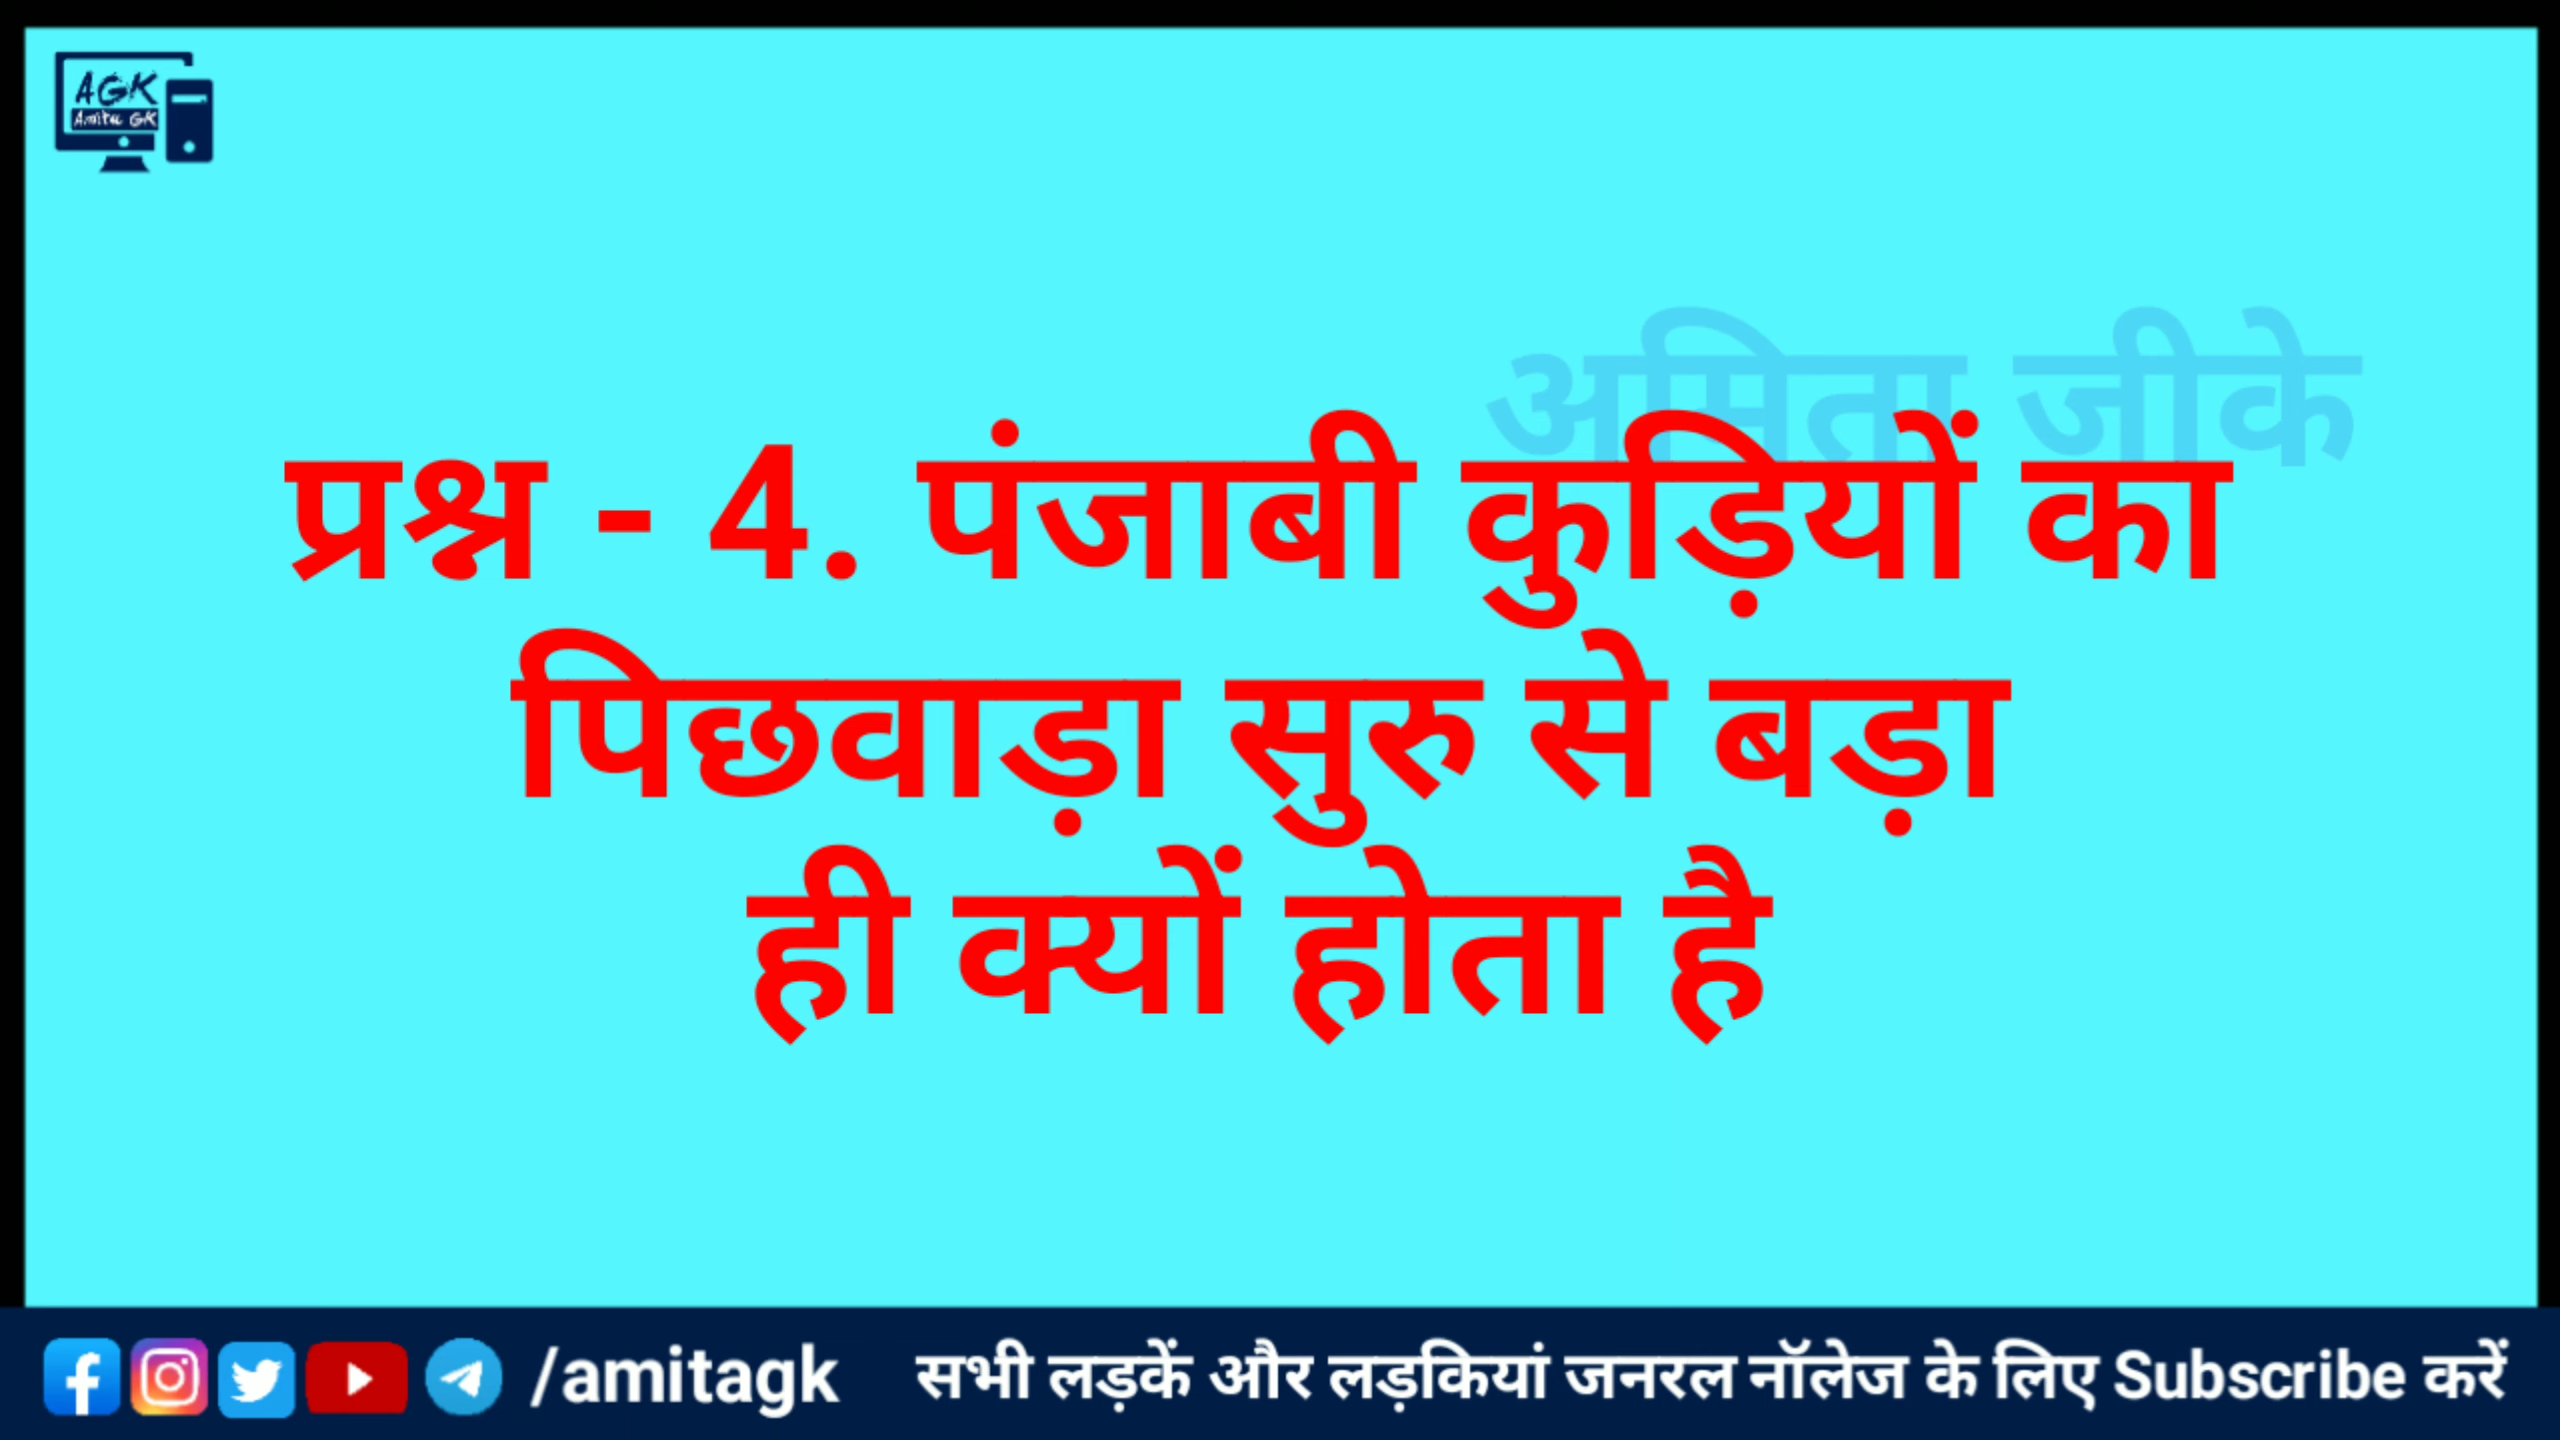 AGK
Amita GK
अमिता जीके
प्रश्न - 4. पंजाबी कुड़ियों का
पिछवाड़ा सुरु से बड़ा
ही क्यों होता है
/amitagk सभी लड़कें और लड़कियां जनरल नॉलेज के लिए Subscribe करें